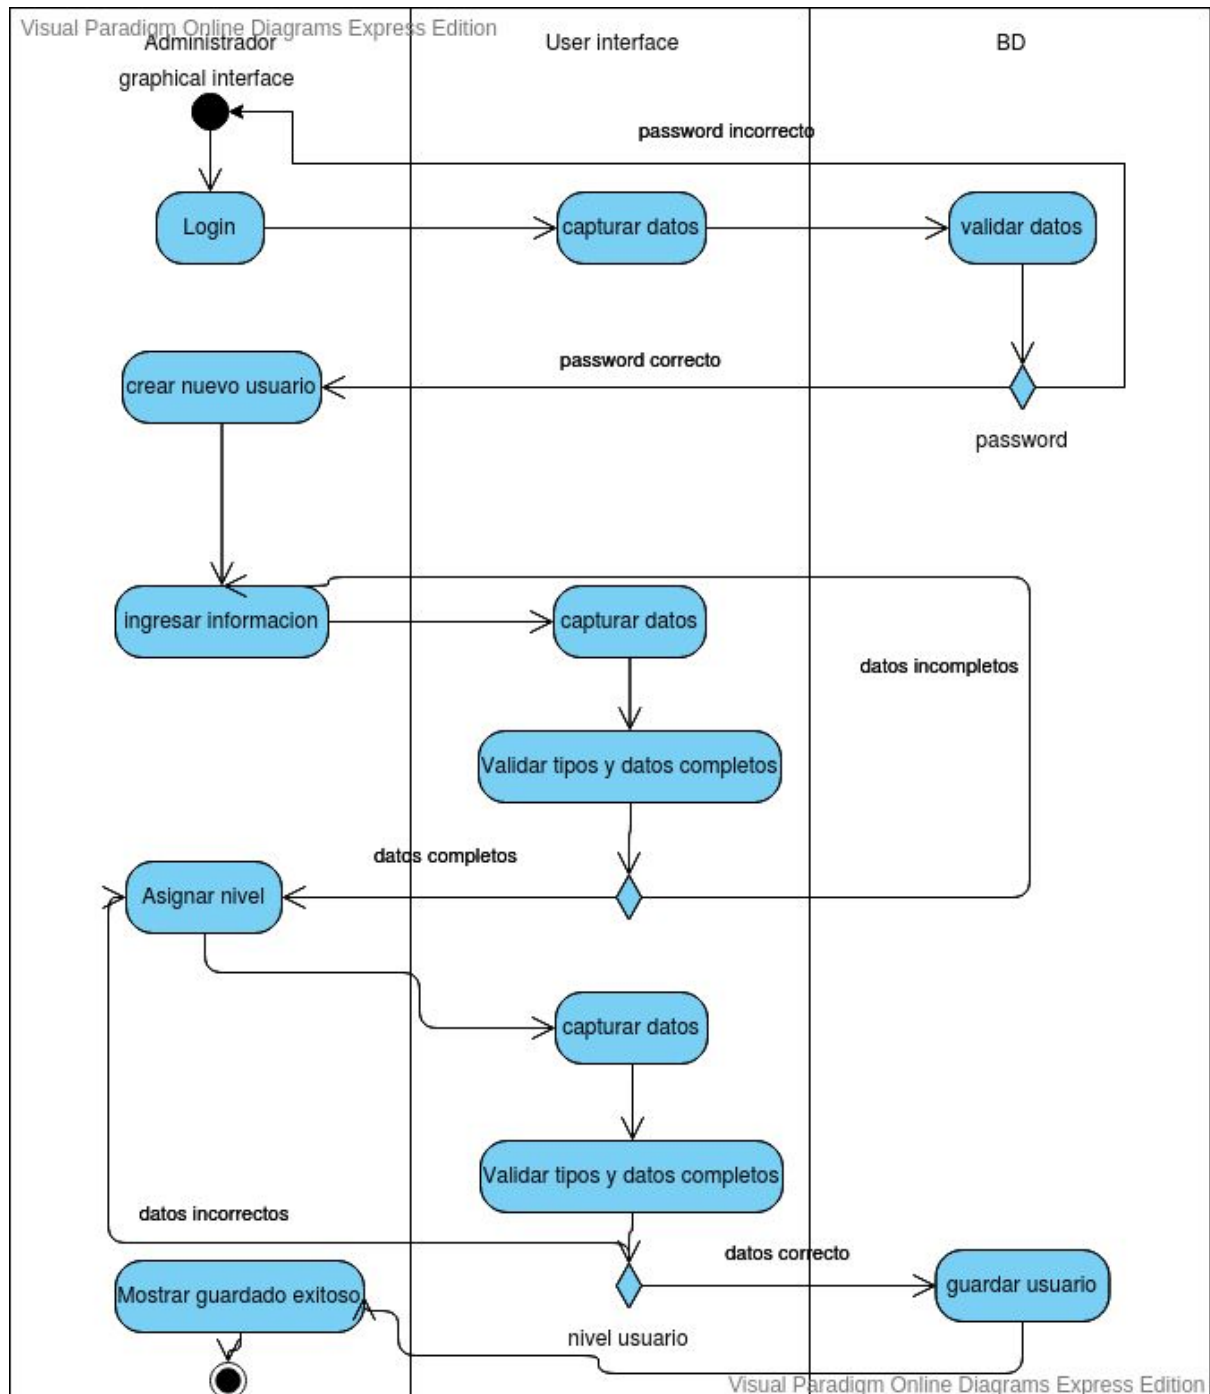 Visual Paradigm Online Diagrams Express Edition
Administrador
User interface
BD
graphical interface
password incorrecto
Login
capturar datos
validar datos
password correcto
crear nuevo usuario
password
ingresar informacion
capturar datos
datos incompletos
Validar tipos y datos completos
datos completos
Asignar nivel
capturar datos
Validar tipos y datos completos
datos incorrectos
datos correcto
Mostrar guardado exitoso
guardar usuario
nivel usuario
Visual Paradigm Online Diagrams Express Edition